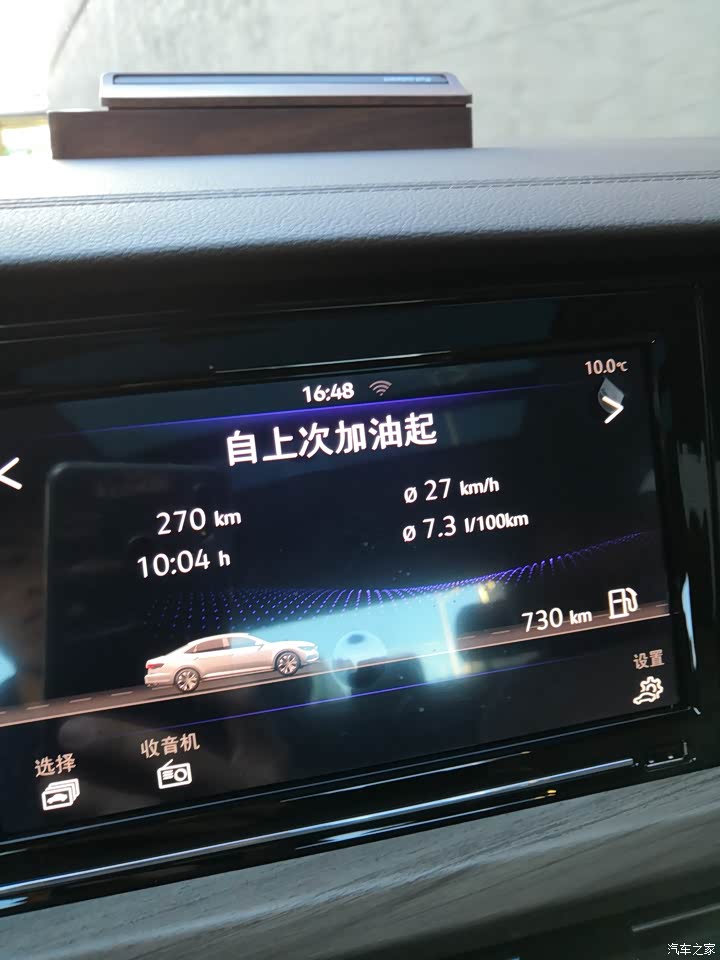 16:48
10.0℃
自上次加油起
270 km
ø 27 km/h
10:04 h
ø 7.3 l/100km
730 km
设置
选择
收音机
汽车之家